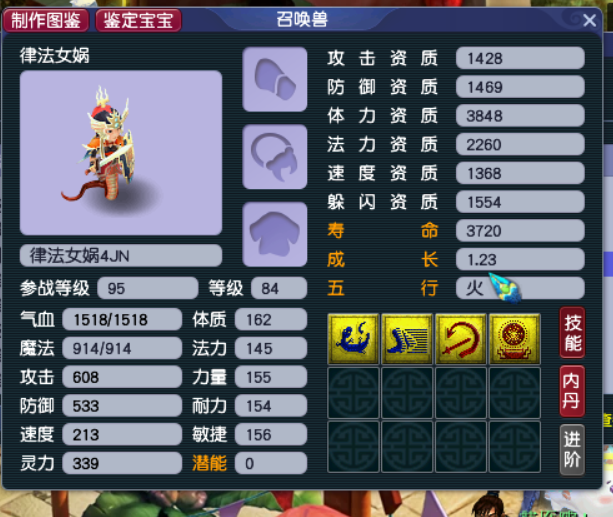 制作图鉴 鉴定宝宝 召唤兽
律法女娲
攻击资质 1428
防御资质 1469
体力资质 3848
法力资质 2260
速度资质 1368
躲闪资质 1554
寿命 3720
律法女娲4JN
成长 1.23
参战等级 95 等级 84
五行 火
气血 1518/1518 体质 162
技能
魔法 914/914 法力 145
攻击 608 力量 155
内丹
防御 533 耐力 154
速度 213 敏捷 156
进阶
灵力 339 潜能 0